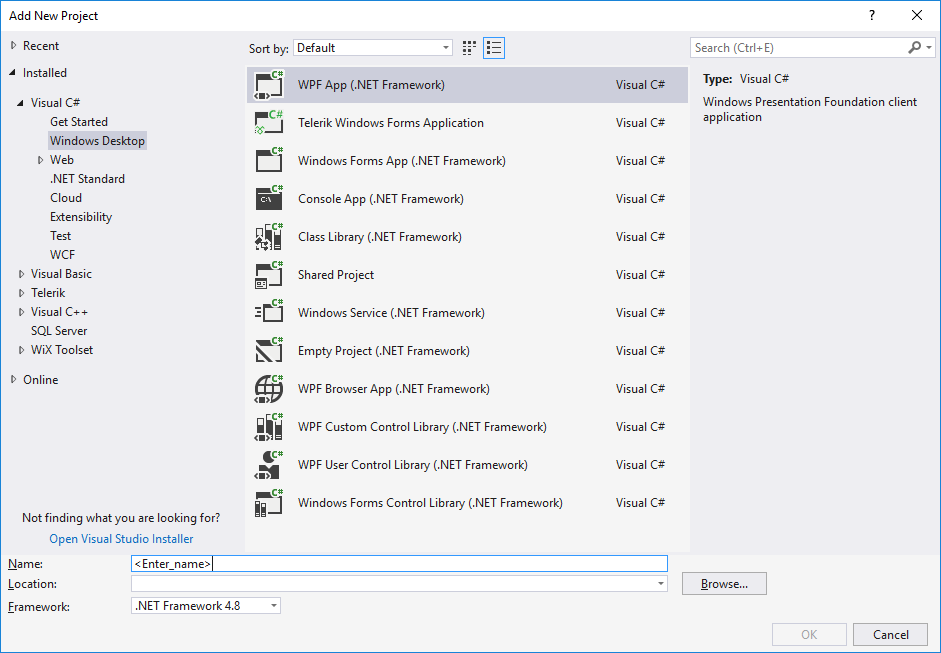 Add New Project
?
Recent
Installed
Visual C#
Get Started
Windows Desktop
Web
.NET Standard
Cloud
Extensibility
Test
WCF
Visual Basic
Telerik
Visual C++
SQL Server
WiX Toolset
Online
Not finding what you are looking for?
Open Visual Studio Installer
Sort by: Default
C# WPF App (.NET Framework) Visual C#
C# Telerik Windows Forms Application Visual C#
C# Windows Forms App (.NET Framework) Visual C#
C# Console App (.NET Framework) Visual C#
C# Class Library (.NET Framework) Visual C#
C# Shared Project Visual C#
C# Windows Service (.NET Framework) Visual C#
C# Empty Project (.NET Framework) Visual C#
C# WPF Browser App (.NET Framework) Visual C#
C# WPF Custom Control Library (.NET Framework) Visual C#
C# WPF User Control Library (.NET Framework) Visual C#
C# Windows Forms Control Library (.NET Framework) Visual C#
Search (Ctrl+E)
Type: Visual C#
Windows Presentation Foundation client
application
Name: <Enter_name>
Location:
Browse...
Framework: .NET Framework 4.8
OK Cancel